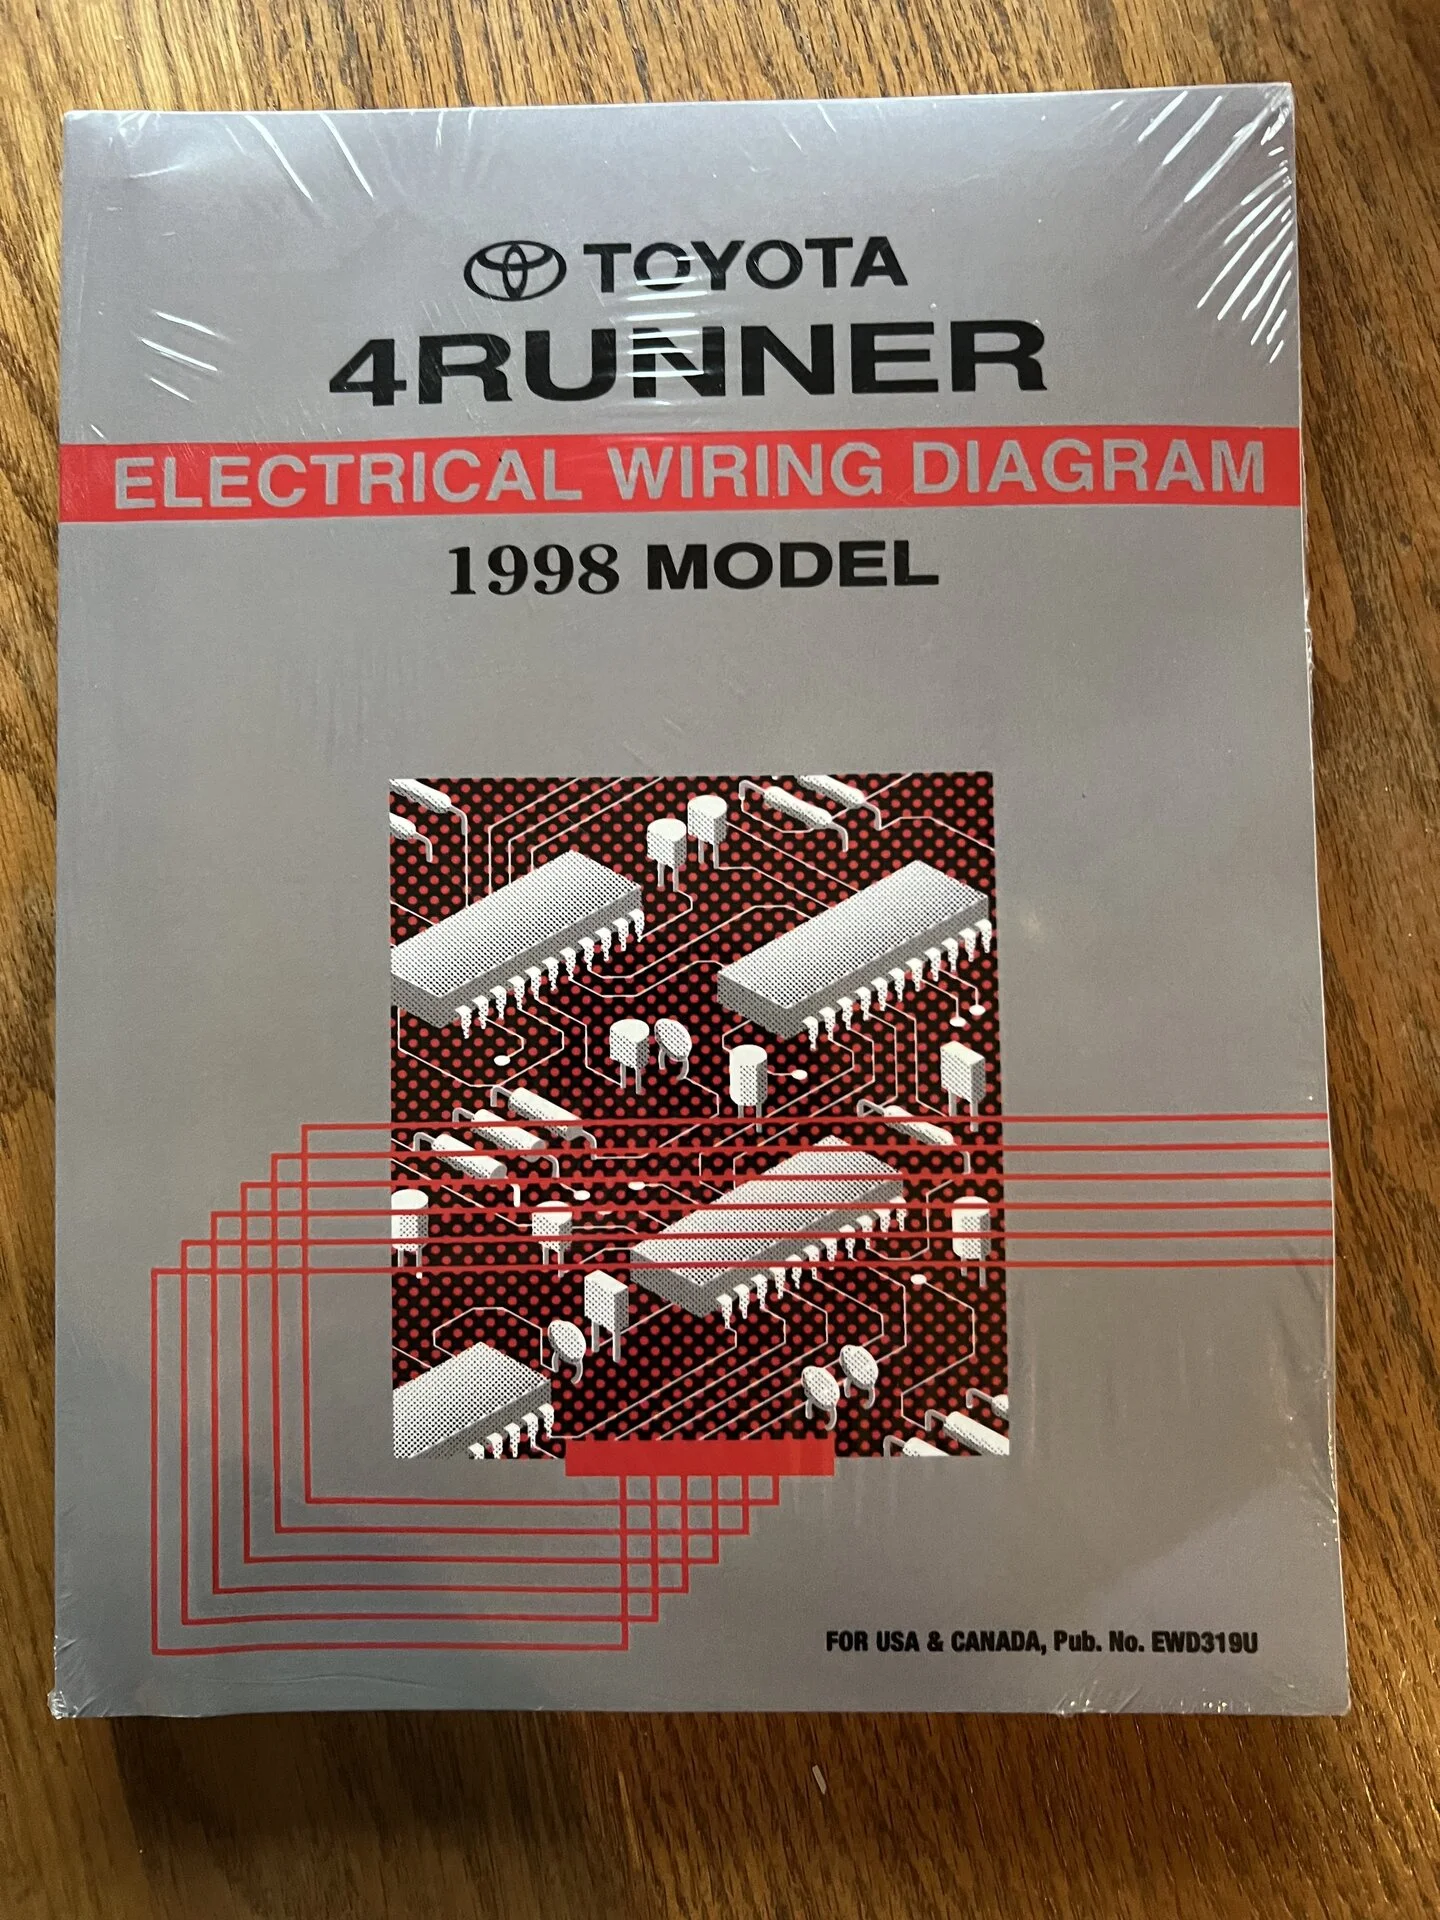 TOYOTA
4RUNNER
ELECTRICAL WIRING DIAGRAM
1998 MODEL
FOR USA & CANADA, Pub. No. EWD319U